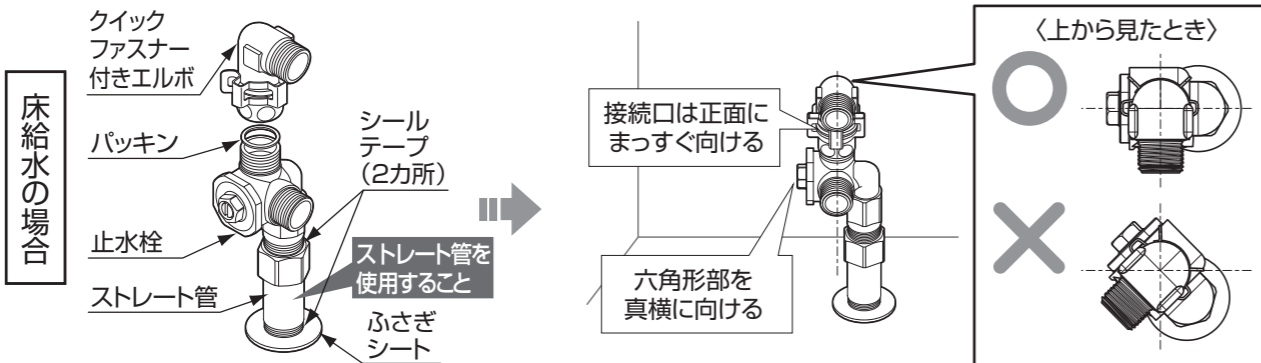 床給水の場合
クイック
ファスナー
付きエルボ
パッキン
止水栓
ストレート管
シール
テープ
(2カ所)
ストレート管を
使用すること
ふさぎ
シート
接続口は正面に
まっすぐ向ける
六角形部を
真横に向ける
〈上から見たとき〉